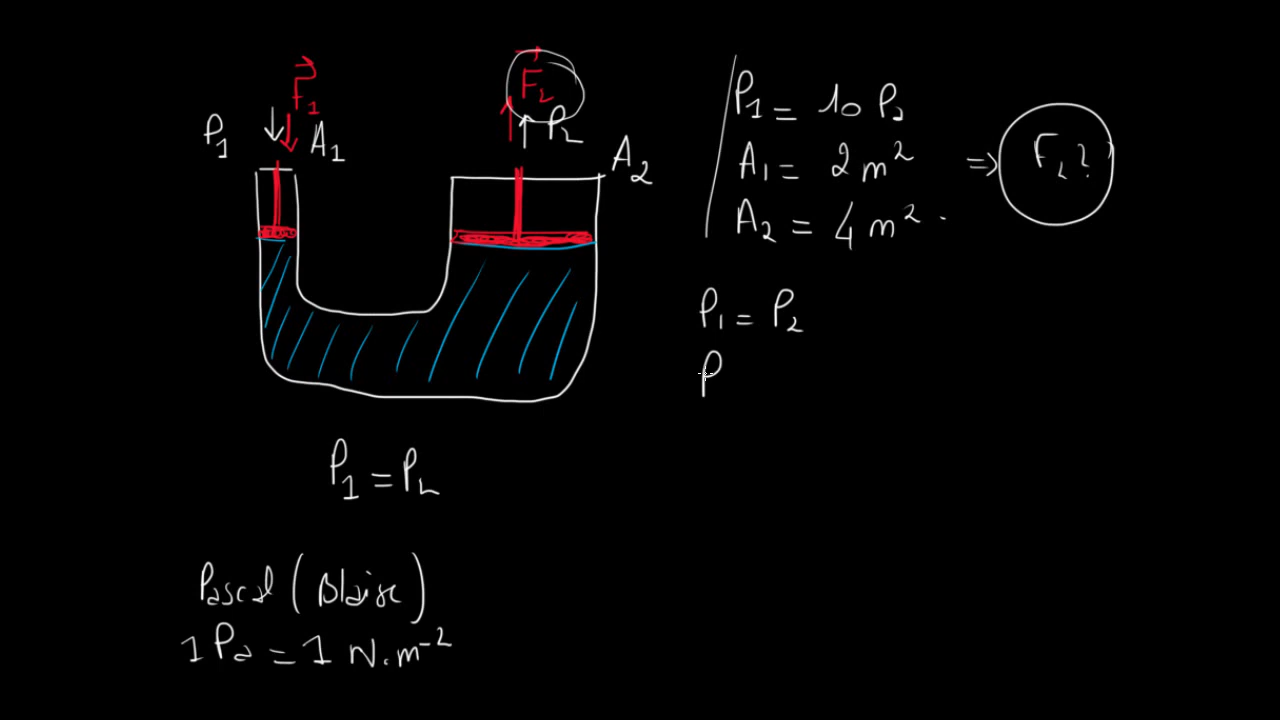 F₁
F₂
P₁
A₁
P₂
A₂
P₁ = 10 Pa
A₁ = 2 m²
A₂ = 4 m²
=> F₂ ?
P₁ = P₂
P
P₁ = P₂
Pascal (Blaise)
1 Pa = 1 N.m⁻²